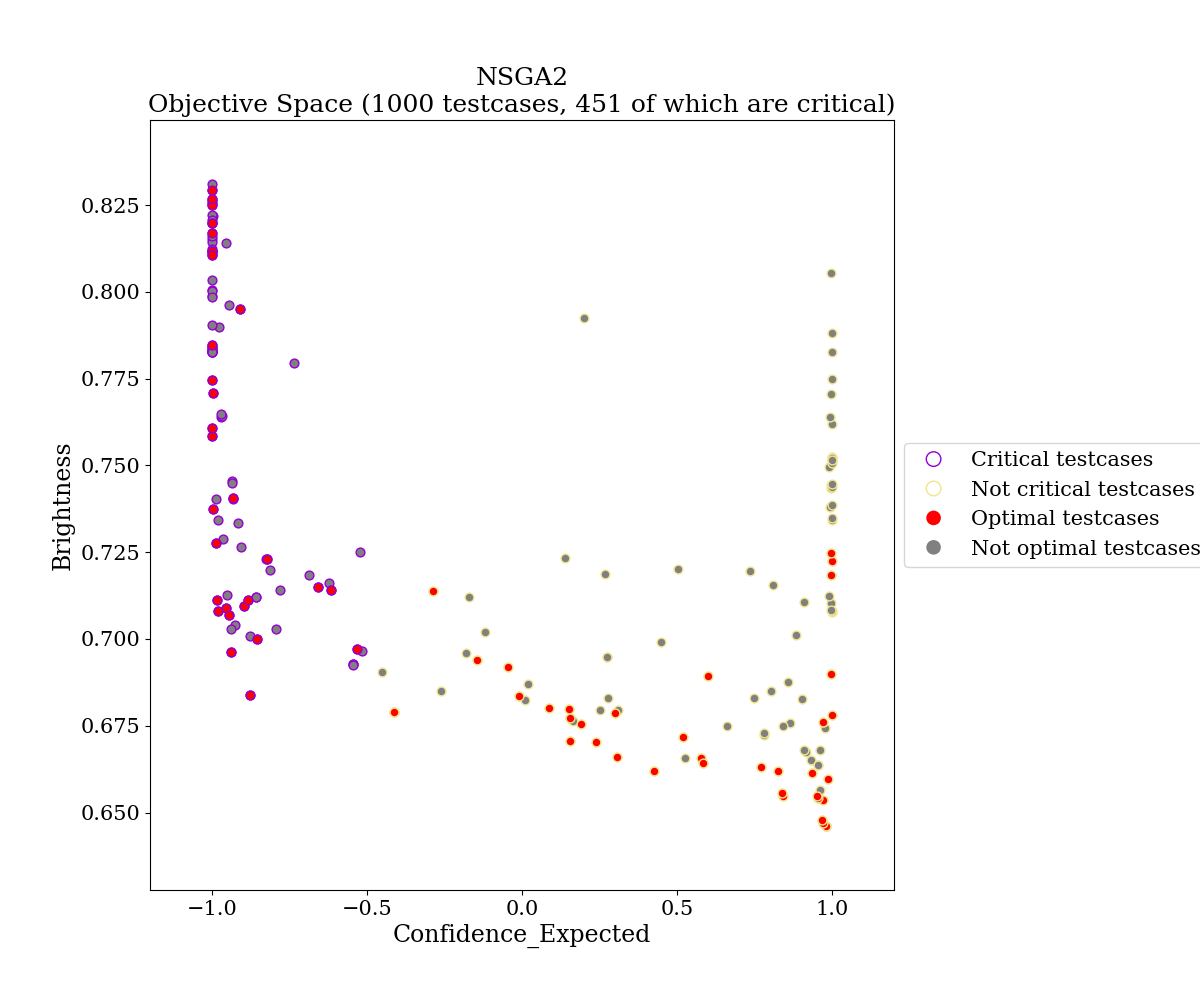 NSGA2
Objective Space (1000 testcases, 451 of which are critical)
0.825
0.800
0.775
0.750
0.725
0.700
0.675
0.650
Brightness
−1.0
−0.5
0.0
0.5
1.0
Confidence_Expected
Critical testcases
Not critical testcases
Optimal testcases
Not optimal testcases